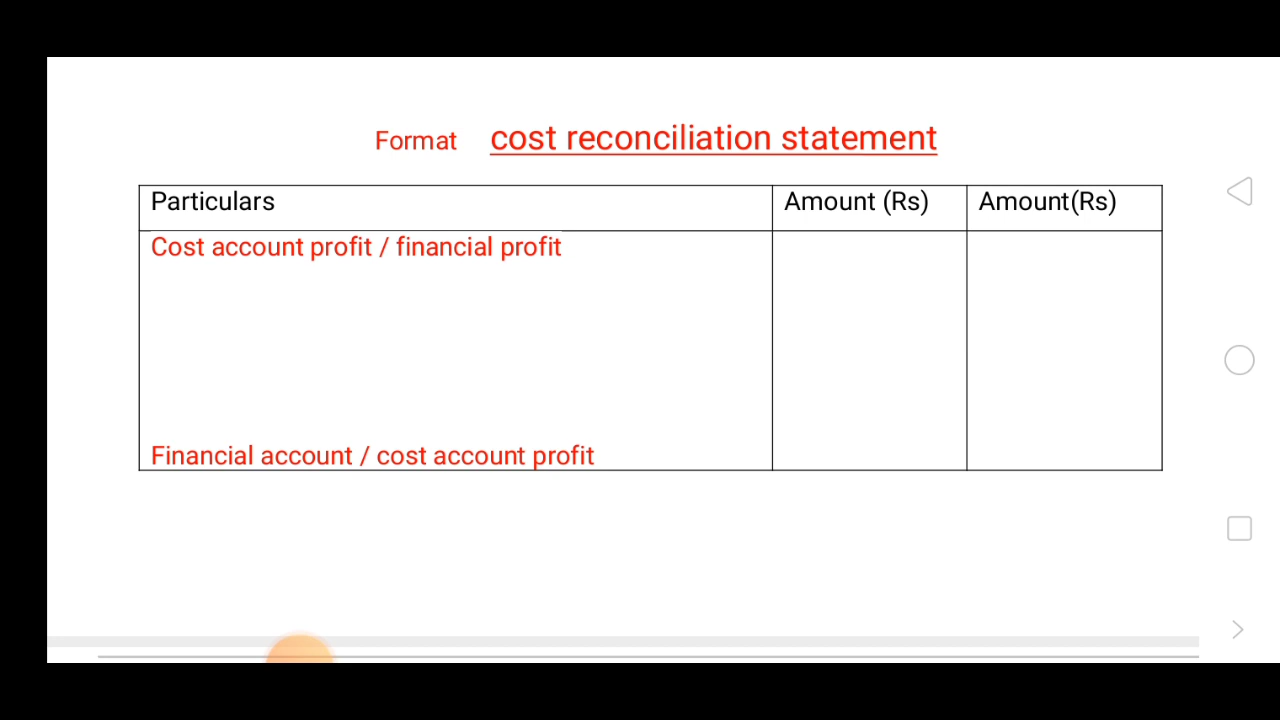 Format cost reconciliation statement
Particulars Amount (Rs) Amount(Rs)
Cost account profit / financial profit
Financial account / cost account profit